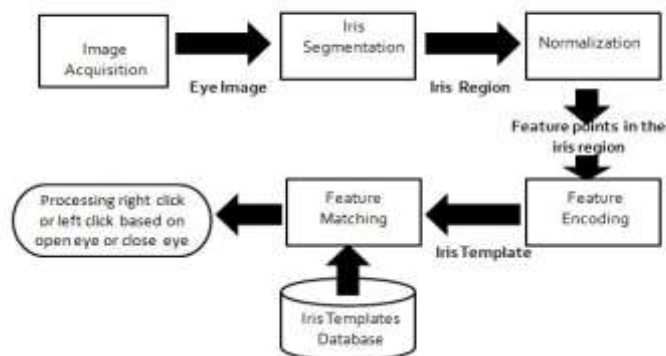 Image
Acquisition
Eye Image
Iris
Segmentation
Iris Region
Normalization
Feature points in the
iris region
Feature
Encoding
Iris Template
Feature
Matching
Iris Templates
Database
Processing right click
or left click based on
open eye or close eye